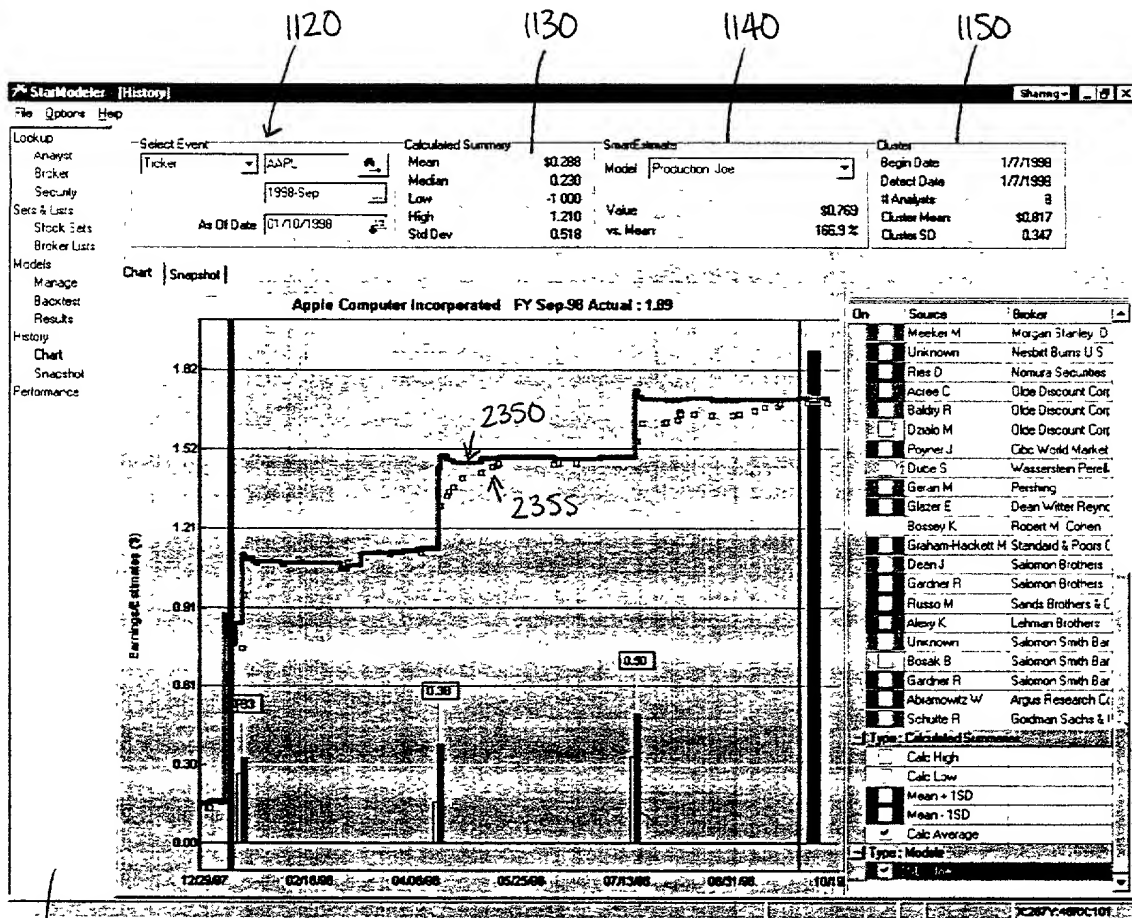 1120 1130 1140 1150
StarModeler - [History] Sharing
File Options Help
Lookup
Analyst
Broker
Security
Sets & Lists
Stock Sets
Broker Lists
Models
Manage
Backtest
Results
History
Chart
Snapshot
Performance
Select Event
Ticker AAPL
1998-Sep
As Of Date 01/10/1998
Calculated Summary
Mean $0.288
Median 0.230
Low -1.000
High 1.210
Std Dev 0.518
SmartEstimate
Model Production Joe
Value $0.769
vs. Mean 166.9 %
Cluster
Begin Date 1/7/1998
Detect Date 1/7/1998
# Analysts 8
Cluster Mean $0.817
Cluster SD 0.347
Chart Snapshot
Apple Computer Incorporated FY Sep-98 Actual : 1.89
Earnings/Estimates ($)
1.82
1.52
1.21
0.91
0.61
0.30
0.00
2350
2355
0.33
0.38
0.50
12/29/97 02/16/98 04/06/98 05/25/98 07/13/98 08/31/98 10/19
On Source Broker
Meeker M Morgan Stanley D
Unknown Nesbitt Burns U S
Ries D Nomura Securities
Acree C Olde Discount Corp
Baldry R Olde Discount Corp
Dzialo M Olde Discount Corp
Poyner J Cibc World Market
Duce S Wasserstein Perell
Geran M Pershing
Glazer E Dean Witter Reyno
Bossey K Robert M. Cohen
Graham-Hackett M Standard & Poors C
Dean J Salomon Brothers
Gardner R Salomon Brothers
Russo M Sands Brothers & C
Alexy K Lehman Brothers
Unknown Salomon Smith Bar
Bosak B Salomon Smith Bar
Gardner R Salomon Smith Bar
Abramowitz W Argus Research Co
Schutte R Goldman Sachs &
Type : Calculated Summaries
Calc High
Calc Low
Mean + 1SD
Mean - 1SD
Calc Average
Type : Models